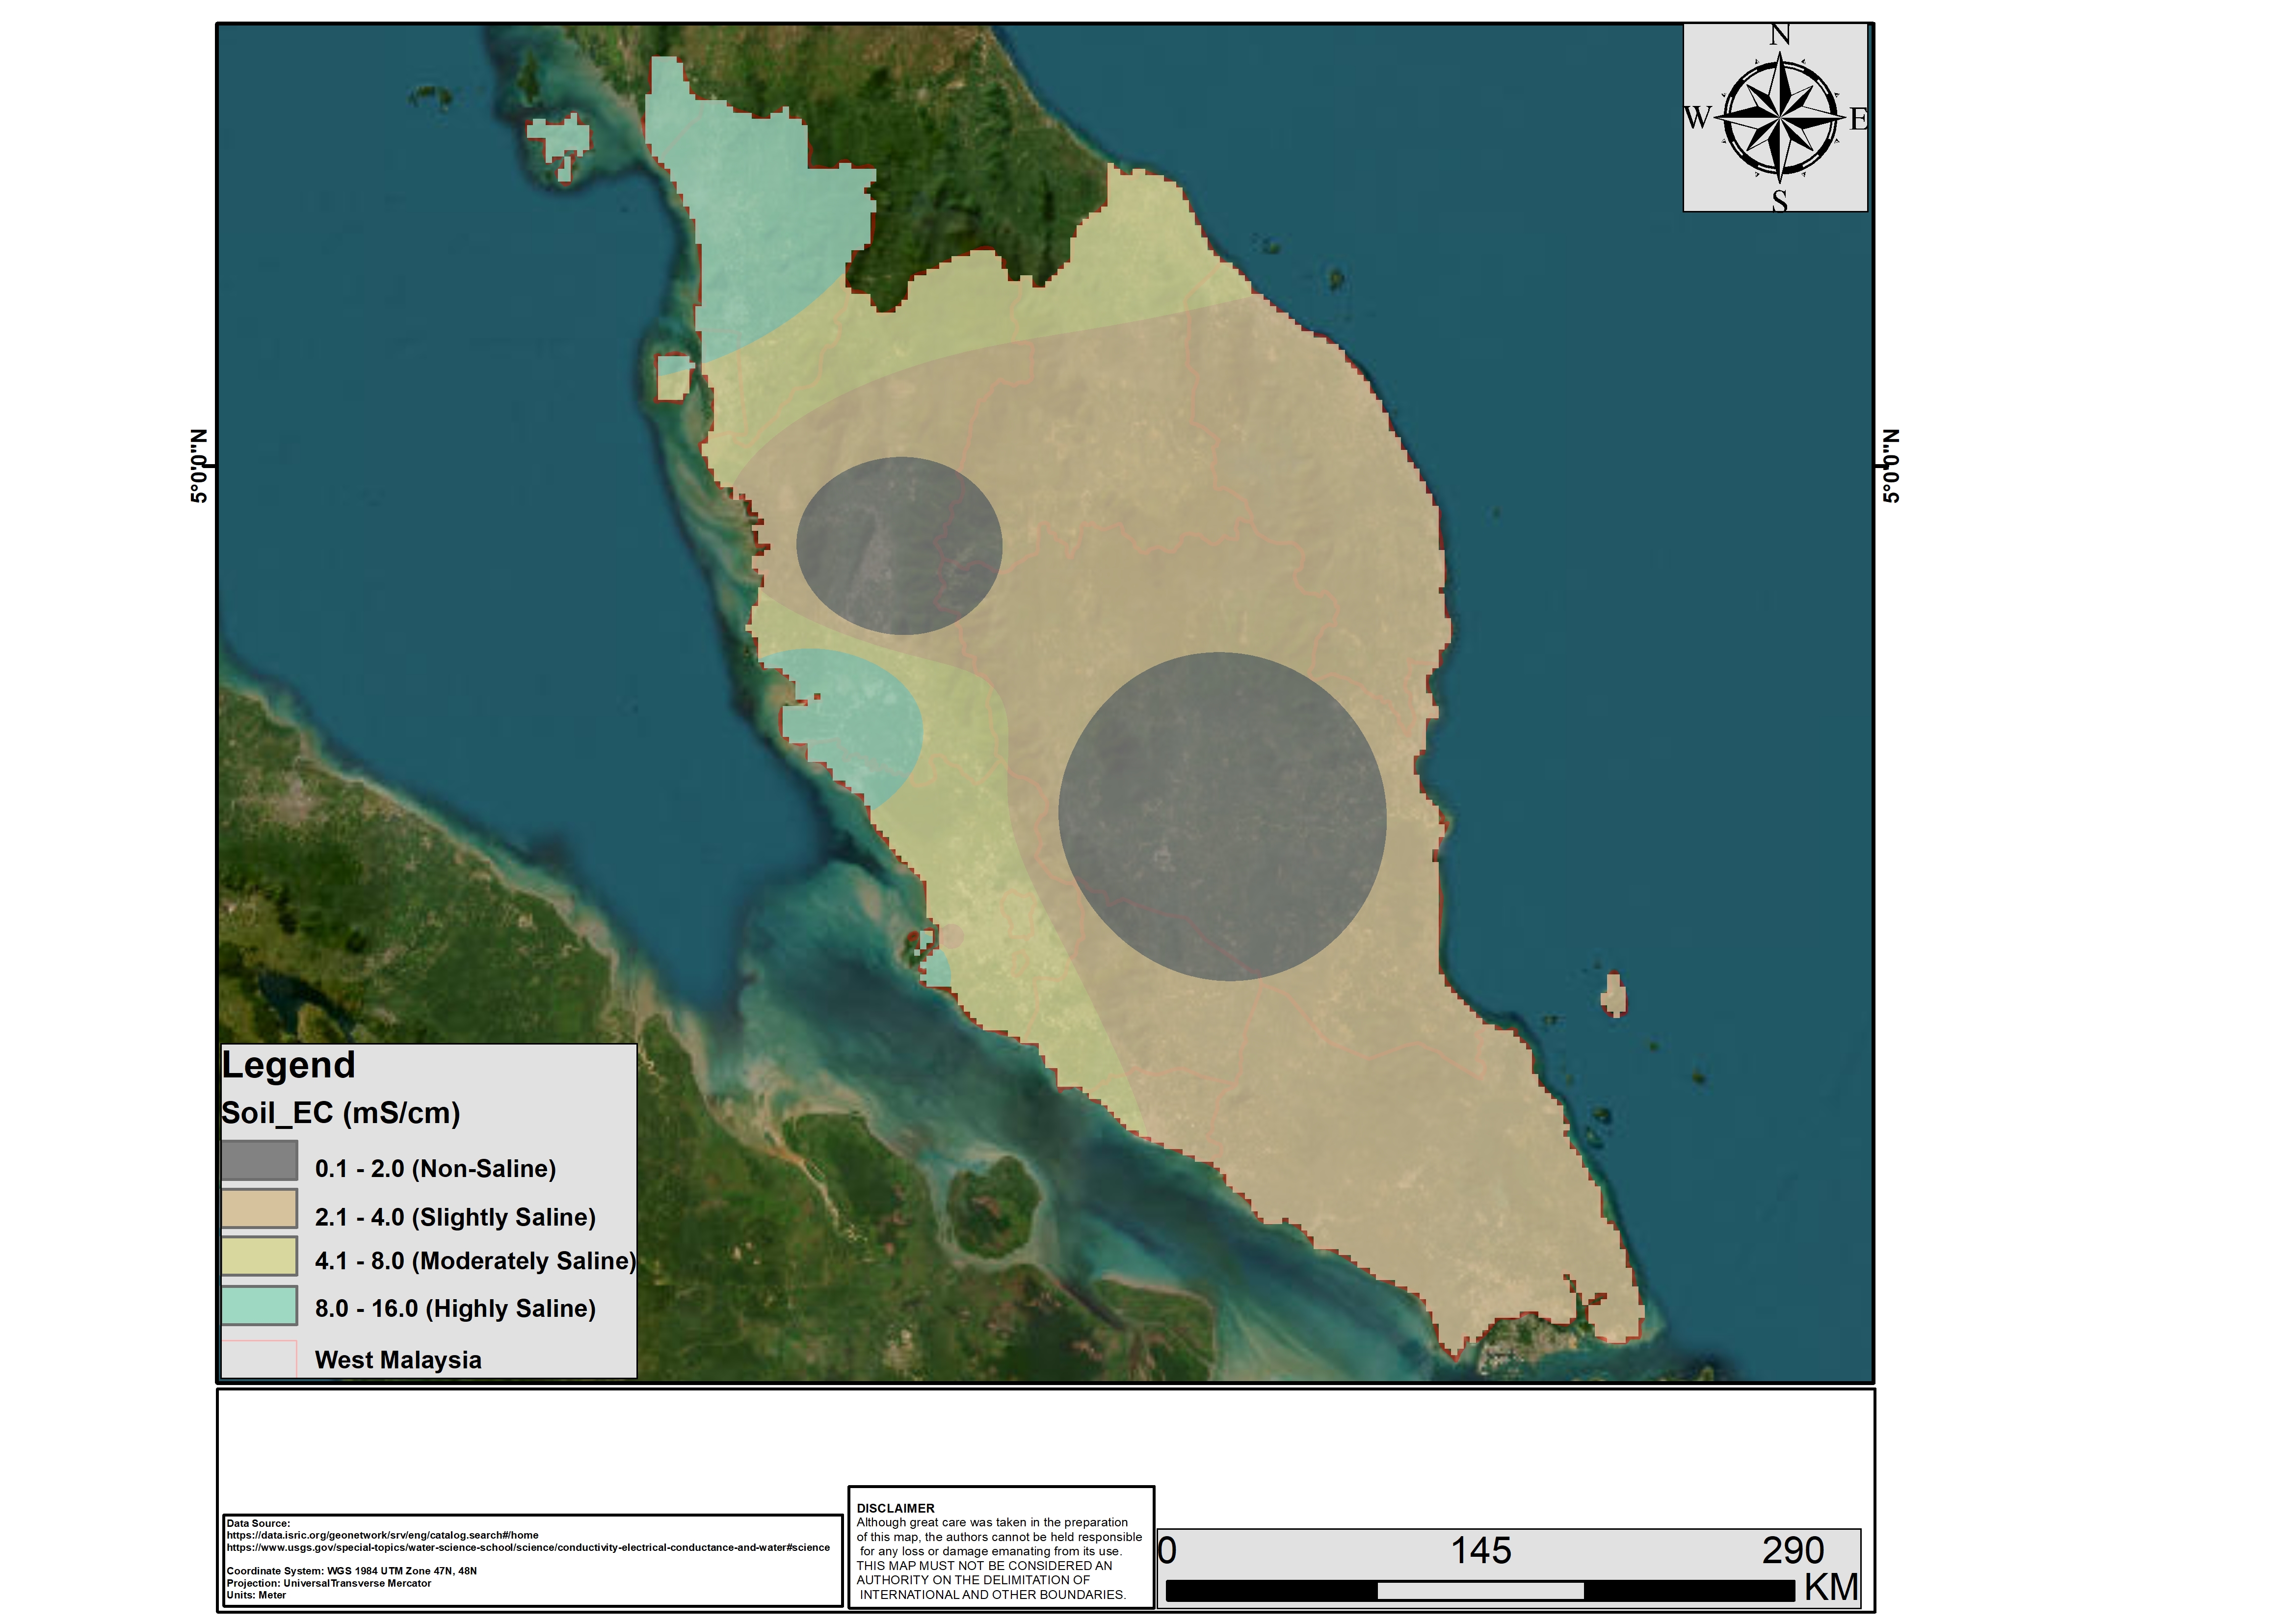 N
W E
S
5°0'0"N
5°0'0"N
Legend
Soil_EC (mS/cm)
0.1 - 2.0 (Non-Saline)
2.1 - 4.0 (Slightly Saline)
4.1 - 8.0 (Moderately Saline)
8.0 - 16.0 (Highly Saline)
West Malaysia
Data Source:
https://data.isric.org/geonetwork/srv/eng/catalog.search#/home
https://www.usgs.gov/special-topics/water-science-school/science/conductivity-electrical-conductance-and-water#science
Coordinate System: WGS 1984 UTM Zone 47N, 48N
Projection: Universal Transverse Mercator
Units: Meter
DISCLAIMER
Although great care was taken in the preparation
of this map, the authors cannot be held responsible
for any loss or damage emanating from its use.
THIS MAP MUST NOT BE CONSIDERED AN
AUTHORITY ON THE DELIMITATION OF
INTERNATIONAL AND OTHER BOUNDARIES.
0 145 290
KM